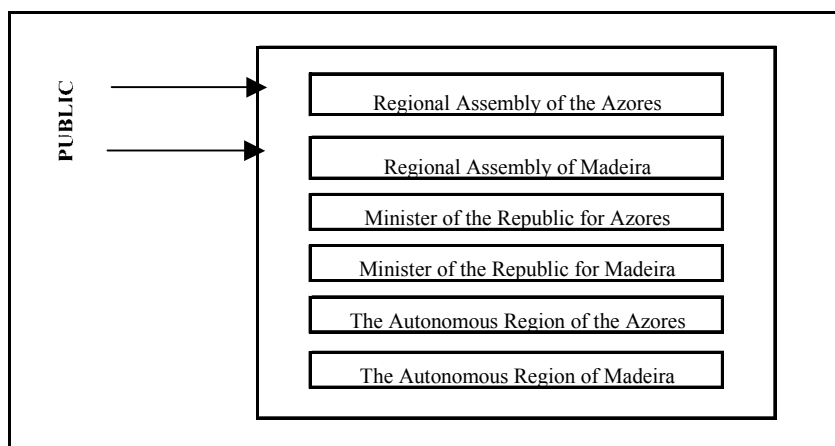 PUBLIC
Regional Assembly of the Azores
Regional Assembly of Madeira
Minister of the Republic for Azores
Minister of the Republic for Madeira
The Autonomous Region of the Azores
The Autonomous Region of Madeira